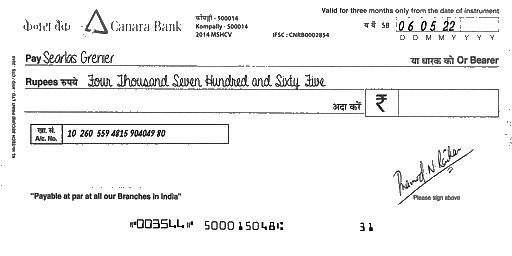 Valid for three months only from the date of instrument
केनरा बैंक Canara Bank
कोंपल्ली - 500014
Kompally - 500014
2014 MSHCV
IFSC : CNRB0002854
SB 06 05 22
D D M M Y Y Y Y
Pay Searlas Grenier
या धारक को Or Bearer
Rupees रुपये Four Thousand Seven Hundred and Sixty Five
अदा करें ₹
खा. सं.
A/c. No.
10 260 559 4815 904049 80
Please sign above
"Payable at par at all our Branches in India"
⑈003544⑈ 500015048⑆ 31